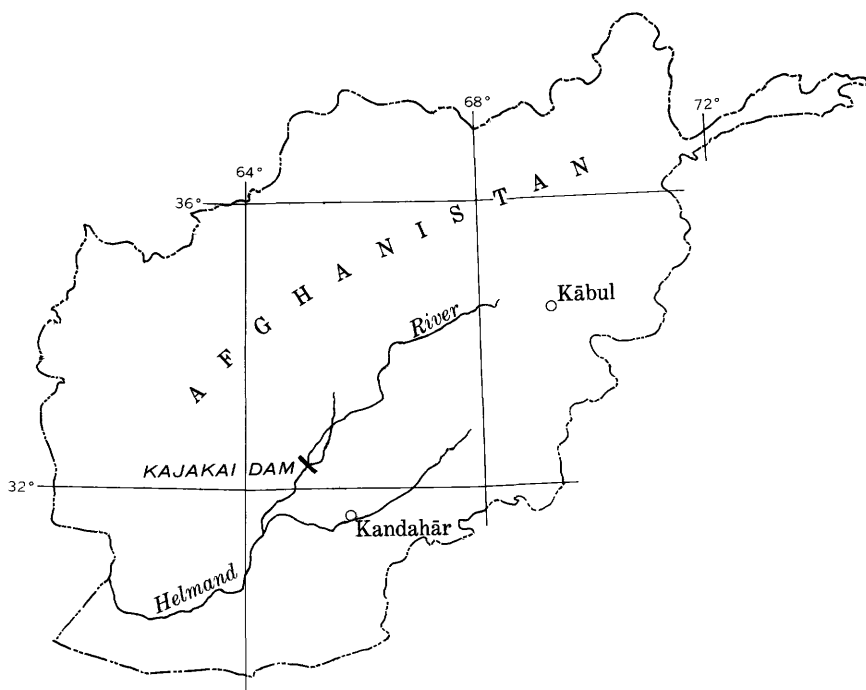 68°
72°
64°
36°
AFGHANISTAN
Kābul
River
KAJAKAI DAM
32°
Kandahār
Helmand